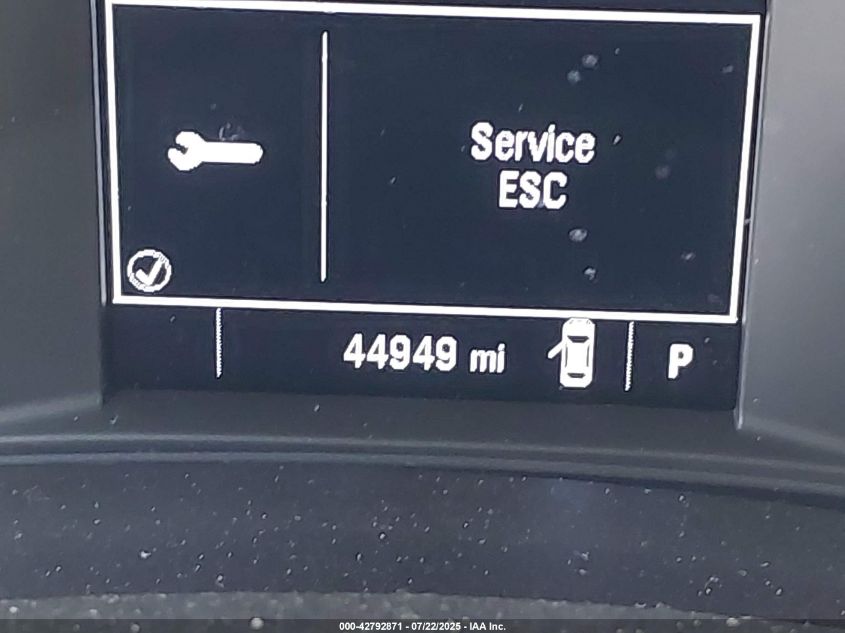 Service
ESC
44949 mi P
000-42792871 - 07/22/2025 - IAA Inc.